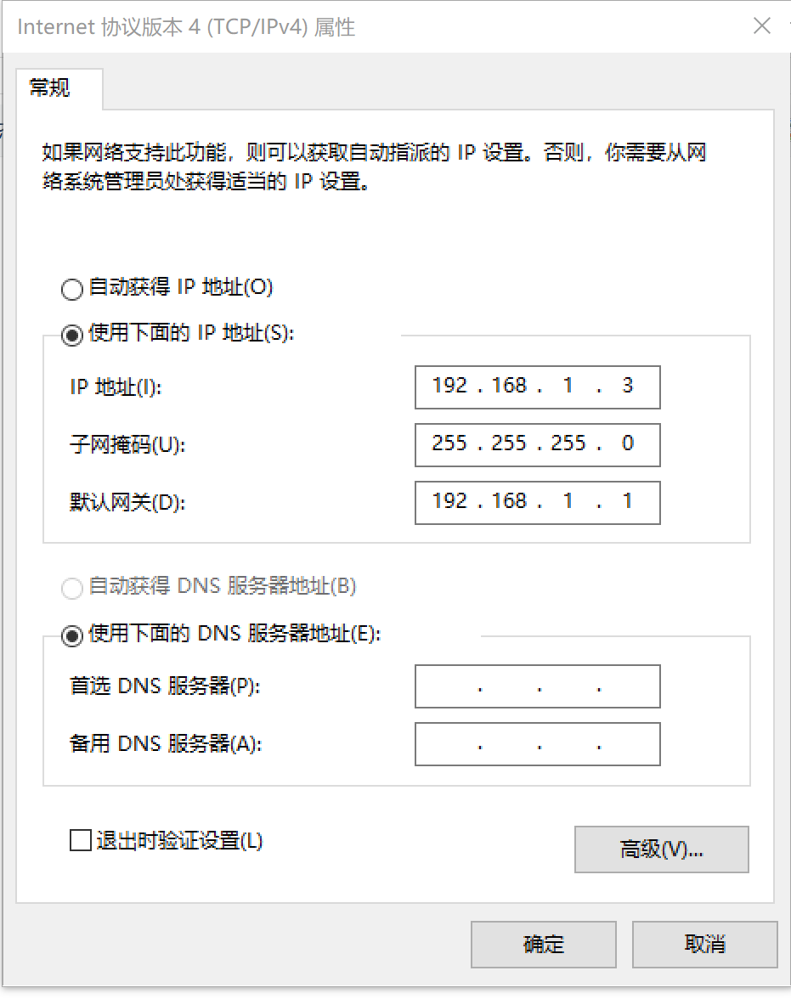 Internet 协议版本 4 (TCP/IPv4) 属性
常规
如果网络支持此功能，则可以获取自动指派的 IP 设置。否则，你需要从网
络系统管理员处获得适当的 IP 设置。
自动获得 IP 地址(O)
使用下面的 IP 地址(S):
IP 地址(I): 192 . 168 . 1 . 3
子网掩码(U): 255 . 255 . 255 . 0
默认网关(D): 192 . 168 . 1 . 1
自动获得 DNS 服务器地址(B)
使用下面的 DNS 服务器地址(E):
首选 DNS 服务器(P): . . .
备用 DNS 服务器(A): . . .
退出时验证设置(L)
高级(V)...
确定 取消